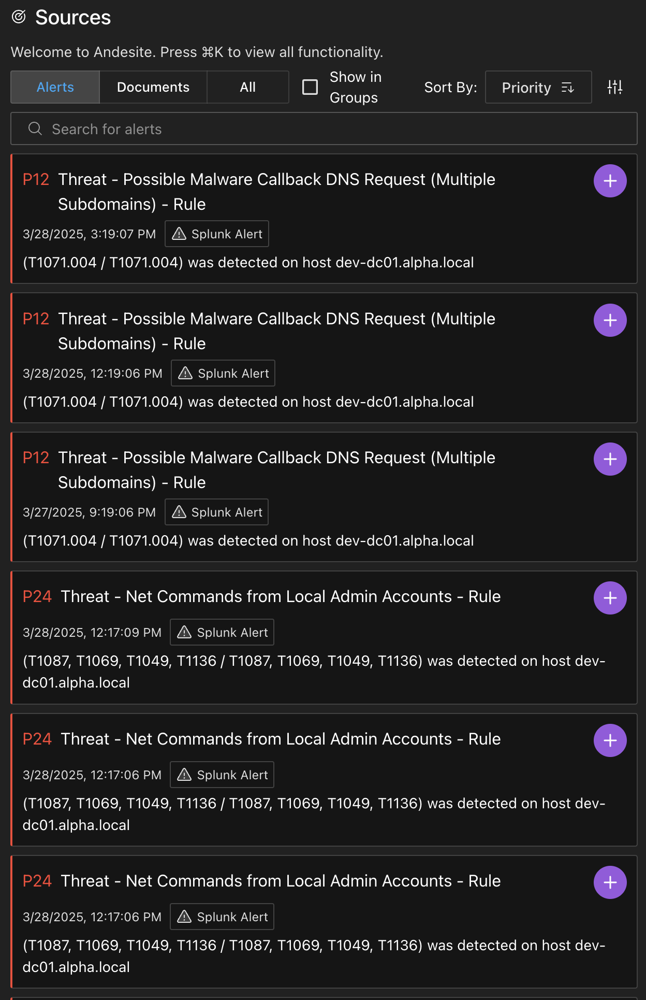 Sources
Welcome to Andesite. Press ⌘K to view all functionality.
Alerts
Documents
All
Show in
Groups
Sort By:
Priority
Search for alerts
P12 Threat - Possible Malware Callback DNS Request (Multiple
Subdomains) - Rule
3/28/2025, 3:19:07 PM Splunk Alert
(T1071.004 / T1071.004) was detected on host dev-dc01.alpha.local
P12 Threat - Possible Malware Callback DNS Request (Multiple
Subdomains) - Rule
3/28/2025, 12:19:06 PM Splunk Alert
(T1071.004 / T1071.004) was detected on host dev-dc01.alpha.local
P12 Threat - Possible Malware Callback DNS Request (Multiple
Subdomains) - Rule
3/27/2025, 9:19:06 PM Splunk Alert
(T1071.004 / T1071.004) was detected on host dev-dc01.alpha.local
P24 Threat - Net Commands from Local Admin Accounts - Rule
3/28/2025, 12:17:09 PM Splunk Alert
(T1087, T1069, T1049, T1136 / T1087, T1069, T1049, T1136) was detected on host dev-
dc01.alpha.local
P24 Threat - Net Commands from Local Admin Accounts - Rule
3/28/2025, 12:17:06 PM Splunk Alert
(T1087, T1069, T1049, T1136 / T1087, T1069, T1049, T1136) was detected on host dev-
dc01.alpha.local
P24 Threat - Net Commands from Local Admin Accounts - Rule
3/28/2025, 12:17:06 PM Splunk Alert
(T1087, T1069, T1049, T1136 / T1087, T1069, T1049, T1136) was detected on host dev-
dc01.alpha.local